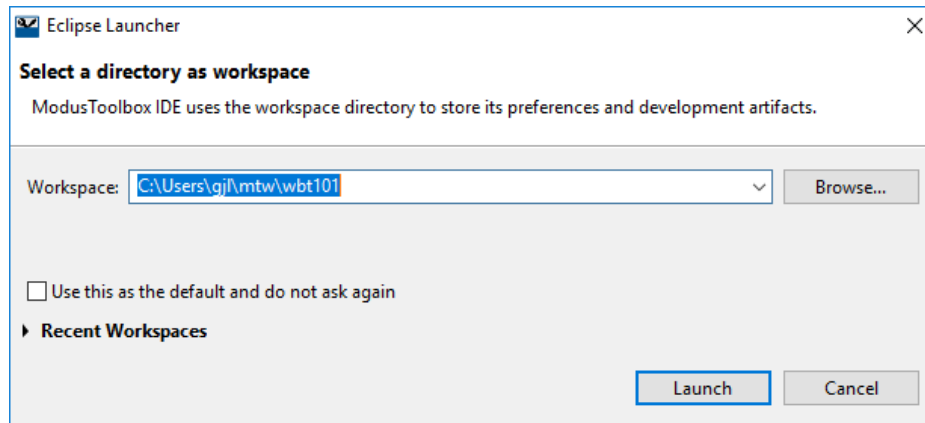 Eclipse Launcher
Select a directory as workspace
ModusToolbox IDE uses the workspace directory to store its preferences and development artifacts.
Workspace: C:\Users\gjl\mtw\wbt101 Browse...
Use this as the default and do not ask again
Recent Workspaces
Launch Cancel